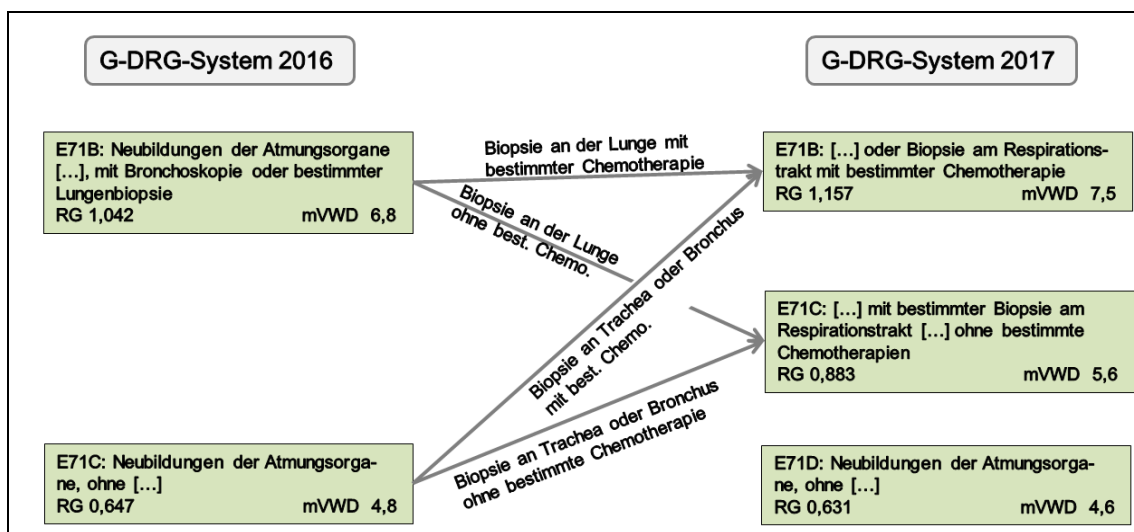 G-DRG-System 2016
G-DRG-System 2017
E71B: Neubildungen der Atmungsorgane
[...], mit Bronchoskopie oder bestimmter
Lungenbiopsie
RG 1,042 mVWD 6,8
Biopsie an der Lunge mit
bestimmter Chemotherapie
E71B: [...] oder Biopsie am Respirations-
trakt mit bestimmter Chemotherapie
RG 1,157 mVWD 7,5
Biopsie an der Lunge
ohne best. Chemo.
Biopsie an Trachea oder Bronchus
mit best. Chemo.
E71C: [...] mit bestimmter Biopsie am
Respirationstrakt [...] ohne bestimmte
Chemotherapien
RG 0,883 mVWD 5,6
Biopsie an Trachea oder Bronchus
ohne bestimmte Chemotherapie
E71C: Neubildungen der Atmungsorga-
ne, ohne [...]
RG 0,647 mVWD 4,8
E71D: Neubildungen der Atmungsorga-
ne, ohne [...]
RG 0,631 mVWD 4,6